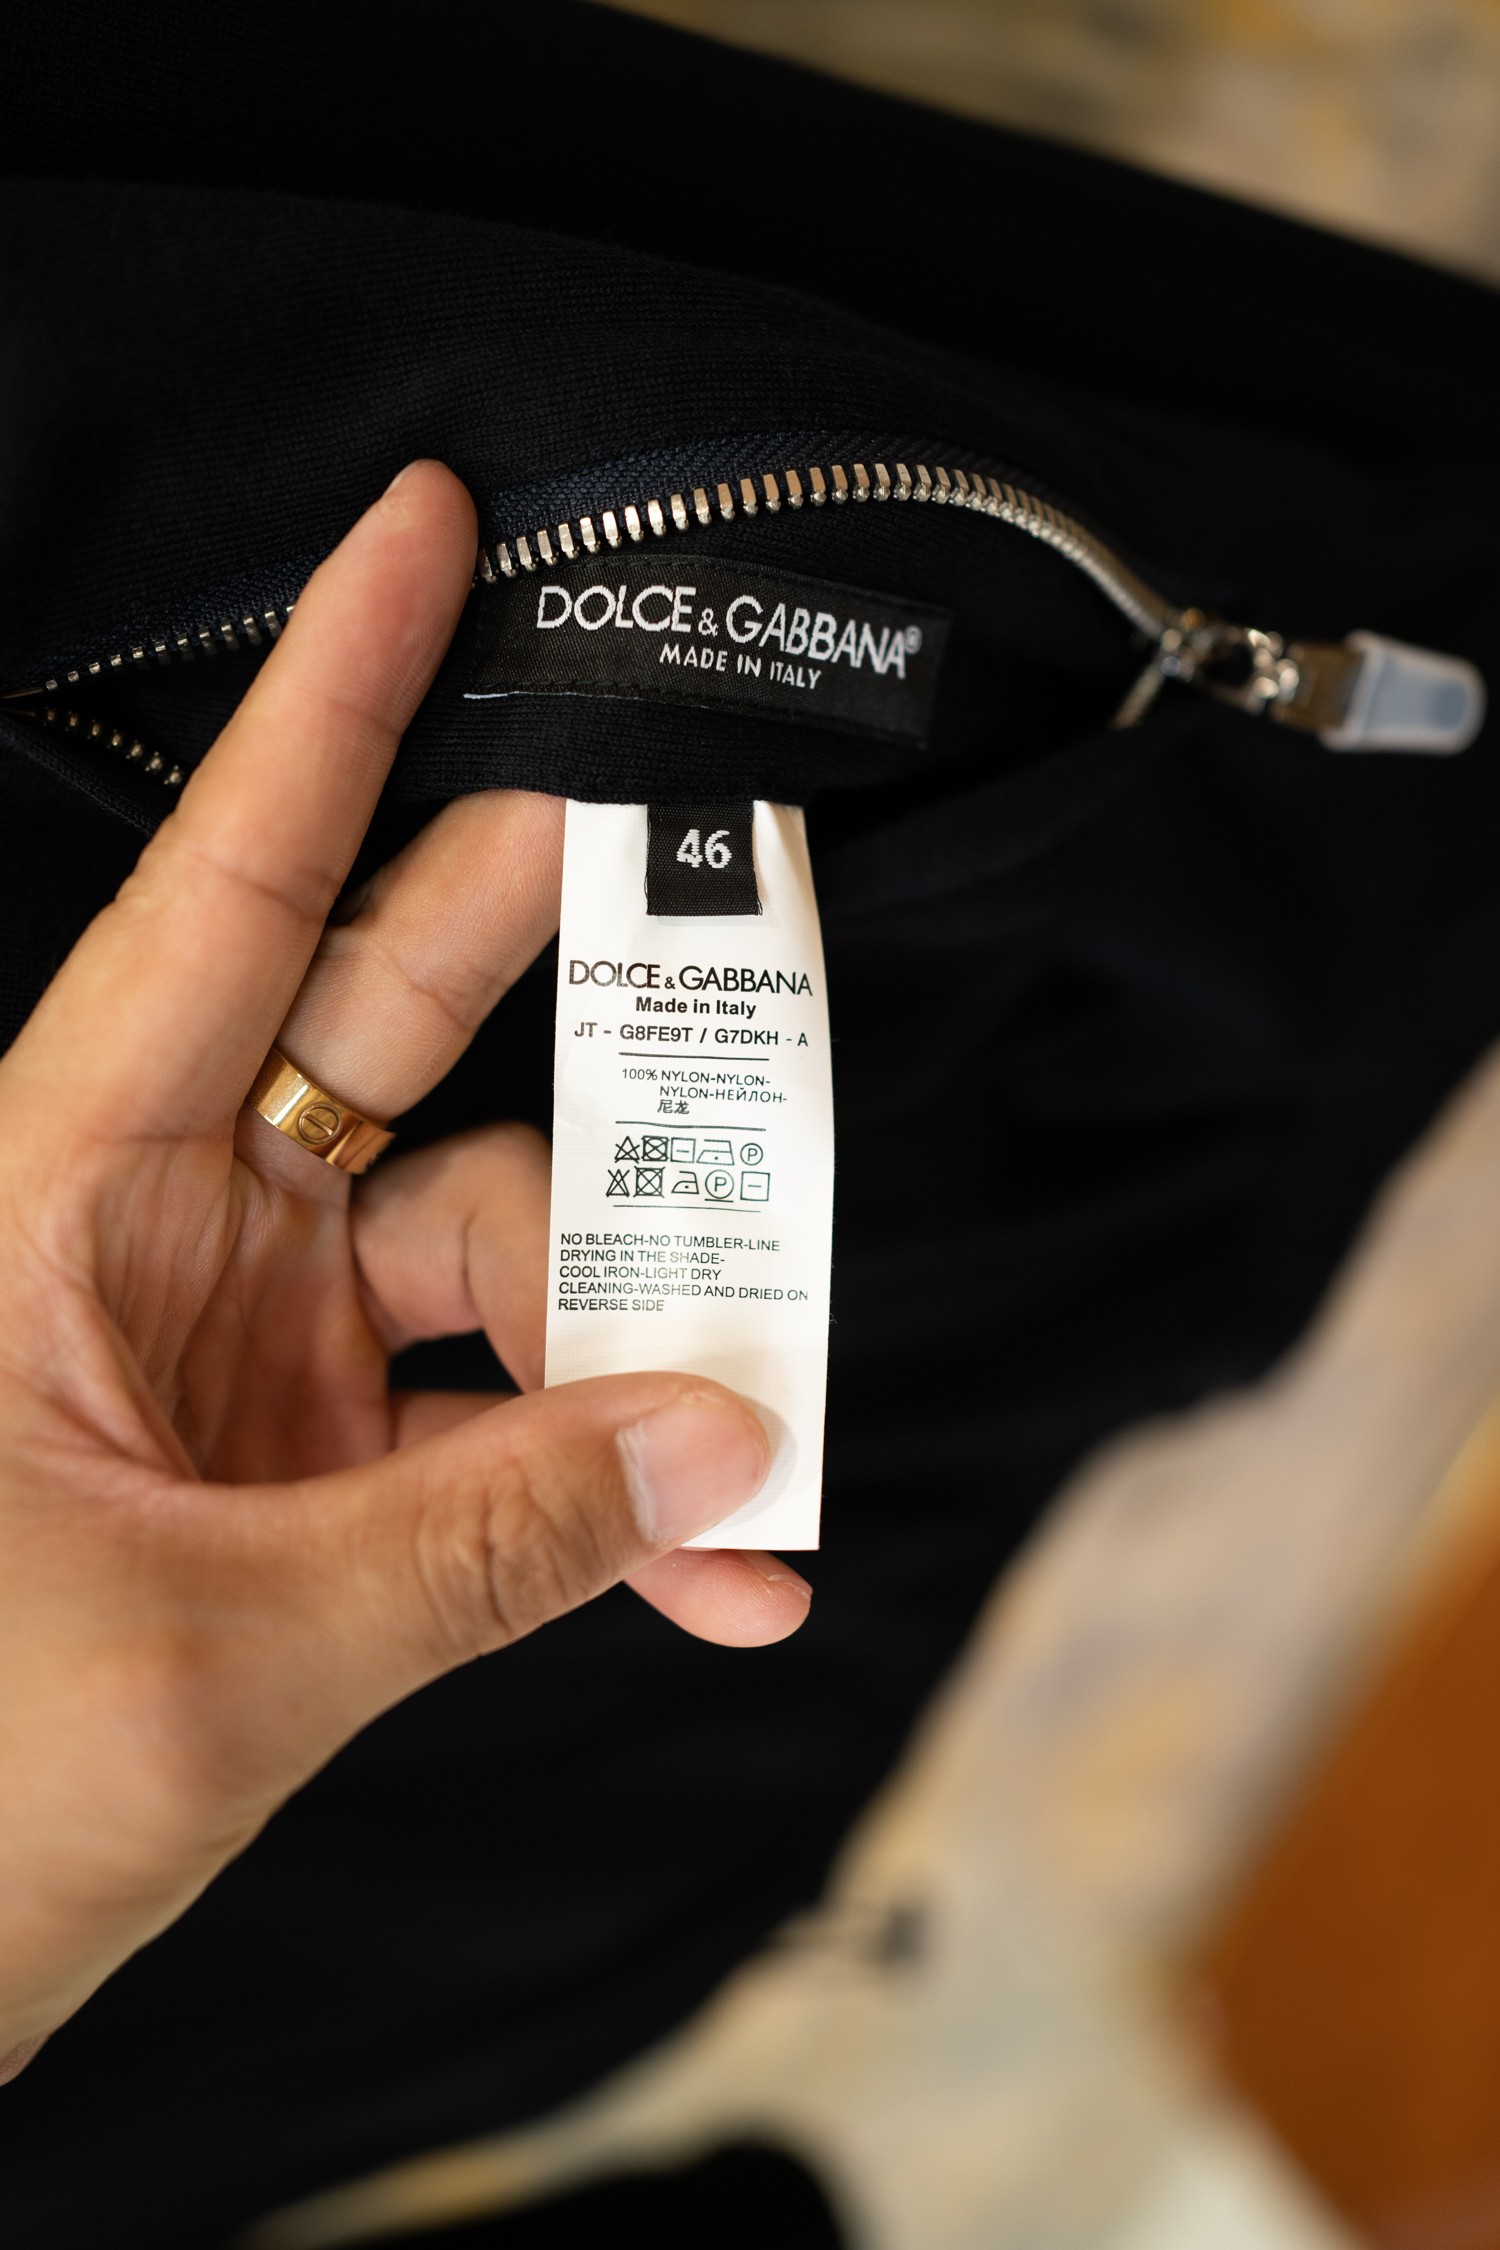 DOLCE & GABBANA®
MADE IN ITALY
46
DOLCE & GABBANA
Made in Italy
JT - G8FE9T / G7DKH - A
100% NYLON-NYLON-
NYLON-НЕЙЛОН-
尼龙
P
P
NO BLEACH-NO TUMBLER-LINE
DRYING IN THE SHADE-
COOL IRON-LIGHT DRY
CLEANING-WASHED AND DRIED ON
REVERSE SIDE